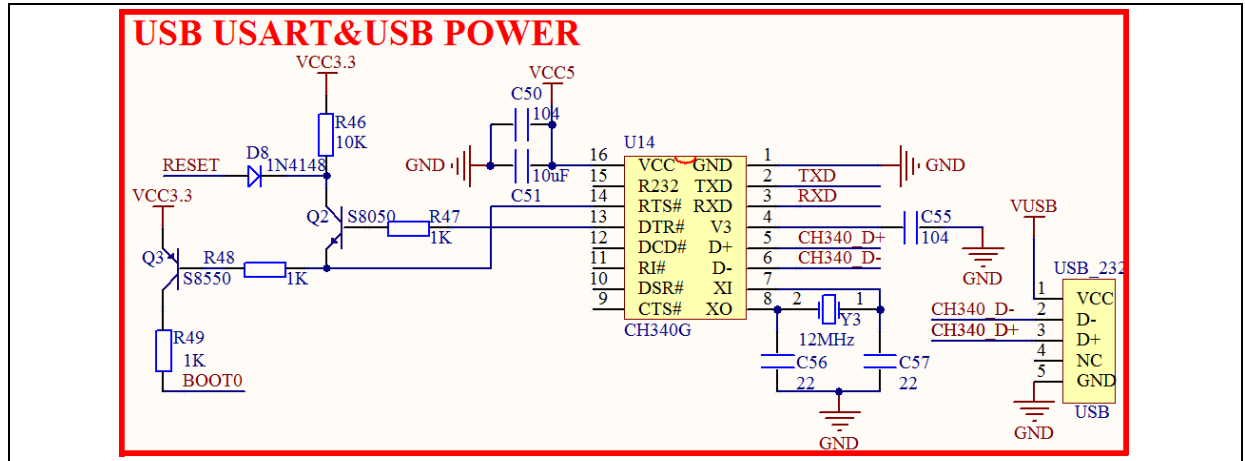 USB USART&USB POWER
VCC3.3
VCC5
C50
104
R46
10K
U14
D8
1N4148
RESET
GND
10uF
C51
GND
VCC3.3
16 VCC GND 1
15 R232 TXD 2 TXD
14 RTS# RXD 3 RXD
13 DTR# V3 4
12 DCD# D+ 5 CH340_D+
11 RI# D- 6 CH340_D-
10 DSR# XI 7
9 CTS# XO 8
CH340G
Q2
S8050
R47
1K
C55
104
GND
VUSB
Q3
S8550
R48
1K
USB_232
1 VCC
CH340_D- 2 D-
CH340_D+ 3 D+
4 NC
5 GND
USB
GND
2 1
Y3
12MHz
R49
1K
BOOT0
C56
22
C57
22
GND